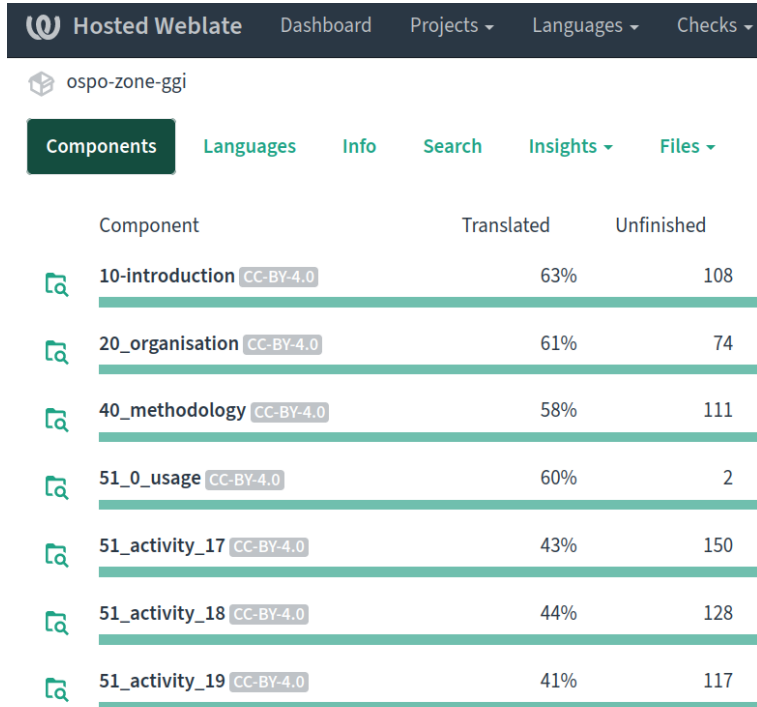 Hosted Weblate Dashboard Projects Languages Checks
ospo-zone-ggi
Components Languages Info Search Insights Files
Component Translated Unfinished
10-introduction CC-BY-4.0 63% 108
20_organisation CC-BY-4.0 61% 74
40_methodology CC-BY-4.0 58% 111
51_0_usage CC-BY-4.0 60% 2
51_activity_17 CC-BY-4.0 43% 150
51_activity_18 CC-BY-4.0 44% 128
51_activity_19 CC-BY-4.0 41% 117